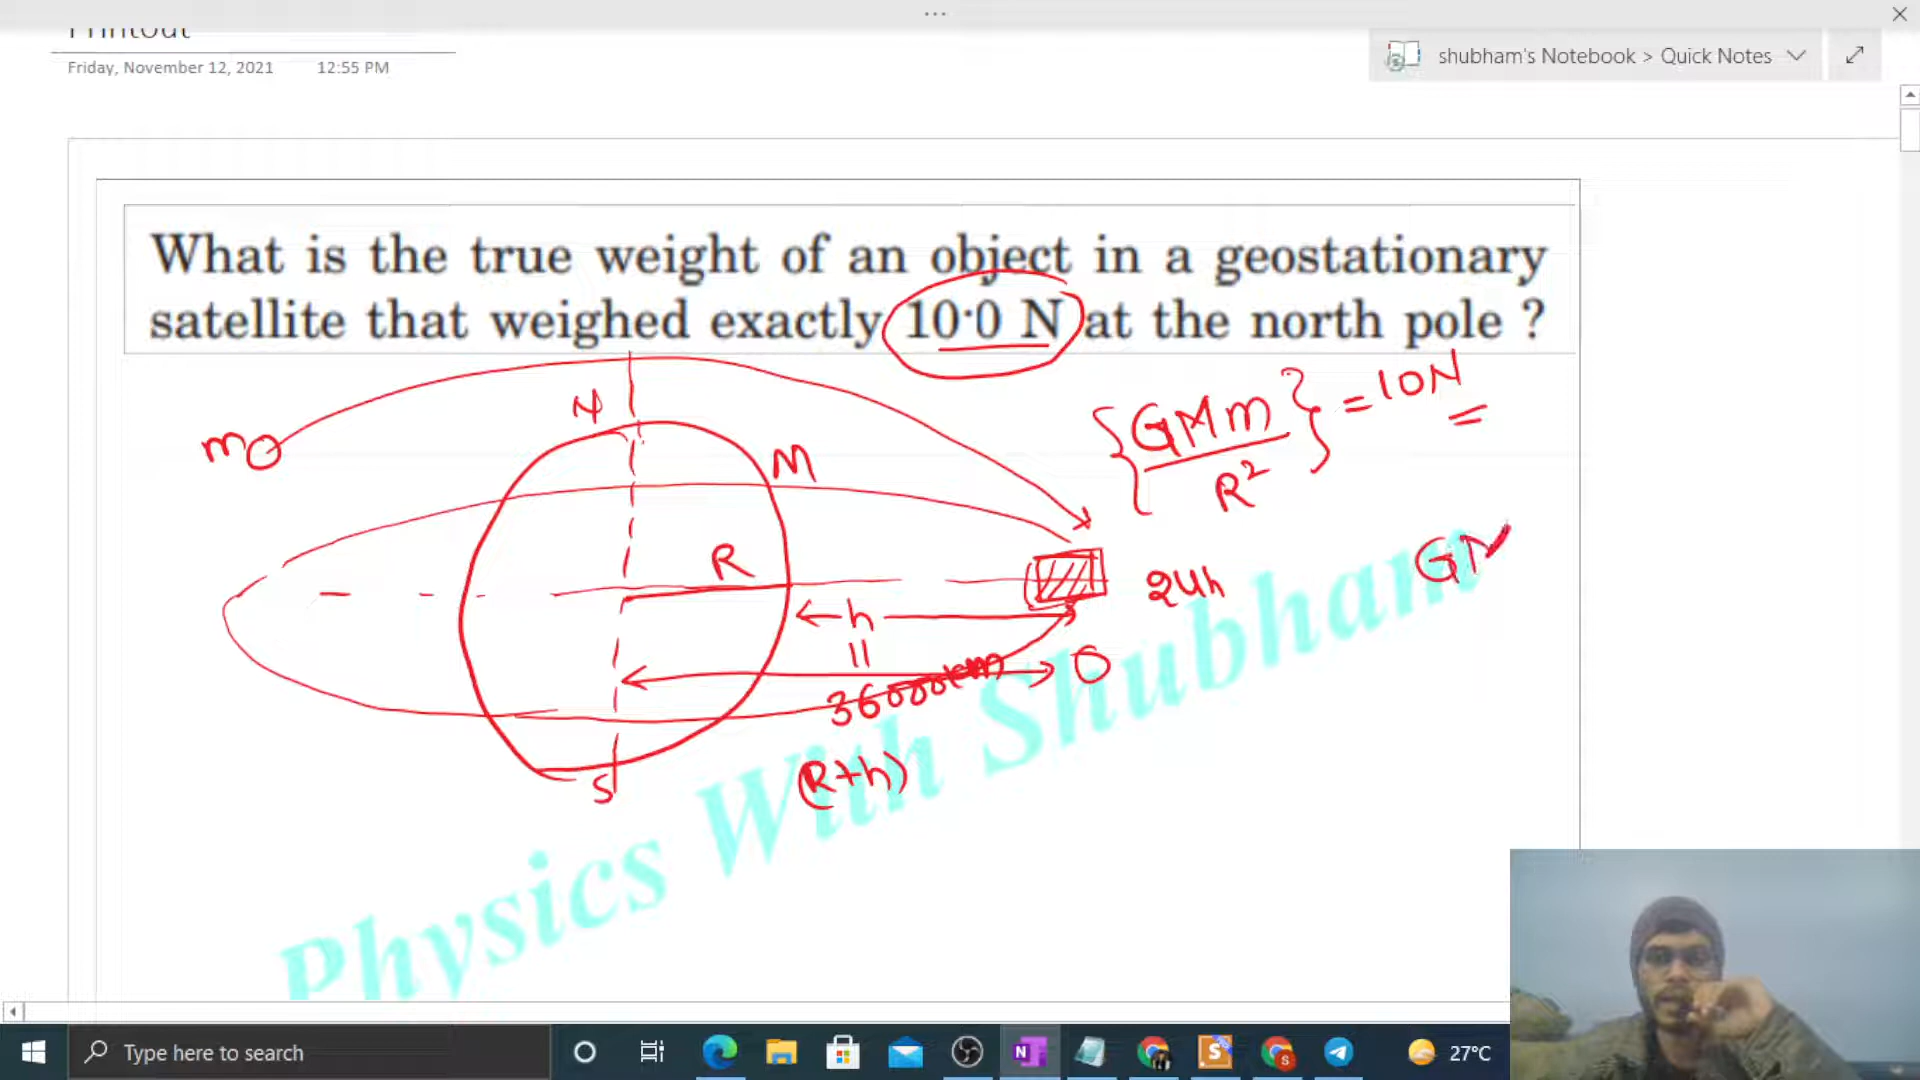 Printout
Friday, November 12, 2021 12:55 PM
shubham's Notebook > Quick Notes
What is the true weight of an object in a geostationary
satellite that weighed exactly 10·0 N at the north pole ?
N
m
M
{GMm/R²} = 10N
R
24h
GM
h
||
36000km
(R+h)
S
Physics With Shubham
Type here to search
27°C